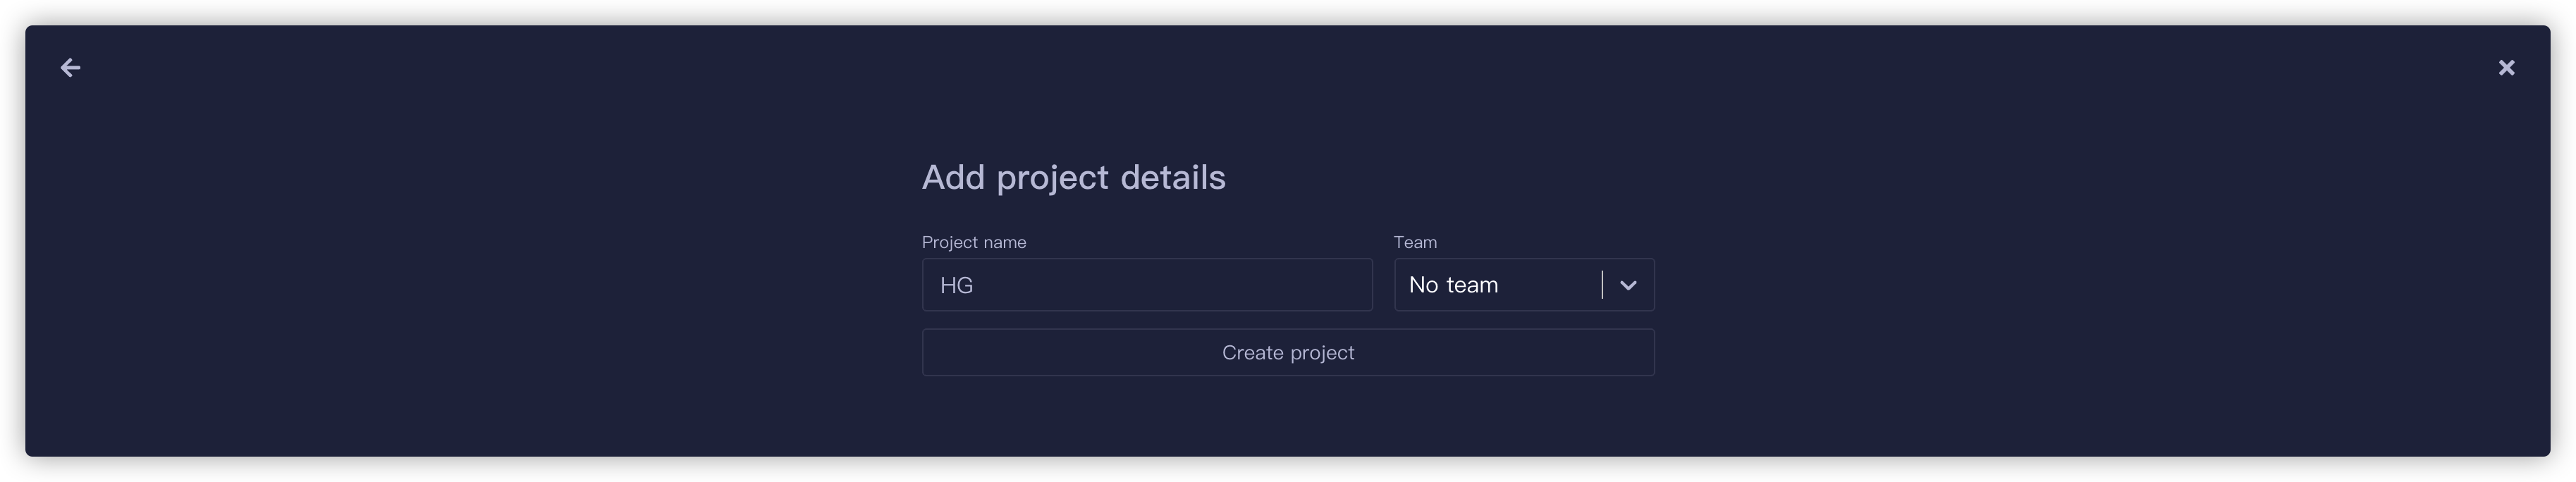 Add project details
Project name
Team
HG
No team
Create project